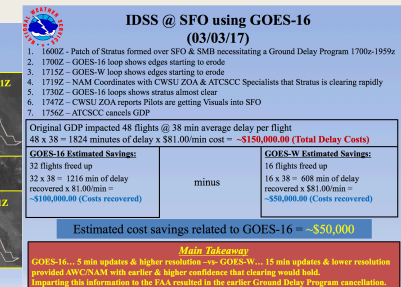 IDSS @ SFO using GOES-16
(03/03/17)
1. 1600Z - Patch of Stratus formed over SFO & SMB necessitating a Ground Delay Program 1700z-1959z
2. 1700Z – GOES-16 loop shows edges starting to erode
3. 1715Z – GOES-W loop shows edges starting to erode
4. 1719Z – NAM Coordinates with CWSU ZOA & ATCSCC Specialists that Stratus is clearing rapidly
5. 1730Z – GOES-16 loops shows stratus almost clear
6. 1747Z – CWSU ZOA reports Pilots are getting Visuals into SFO
7. 1756Z – ATCSCC cancels GDP
Original GDP impacted 48 flights @ 38 min average delay per flight
48 x 38 = 1824 minutes of delay x $81.00/min cost = ~$150,000.00 (Total Delay Costs)
GOES-16 Estimated Savings:
32 flights freed up
32 x 38 = 1216 min of delay
recovered x 81.00/min =
~$100,000.00 (Costs recovered)
minus
GOES-W Estimated Savings:
16 flights freed up
16 x 38 = 608 min of delay
recovered x $81.00/min =
~$50,000.00 (Costs recovered)
Estimated cost savings related to GOES-16 = ~$50,000
Main Takeaway
GOES-16… 5 min updates & higher resolution –vs- GOES-W… 15 min updates & lower resolution
provided AWC/NAM with earlier & higher confidence that clearing would hold.
Imparting this information to the FAA resulted in the earlier Ground Delay Program cancellation.
1Z
1Z